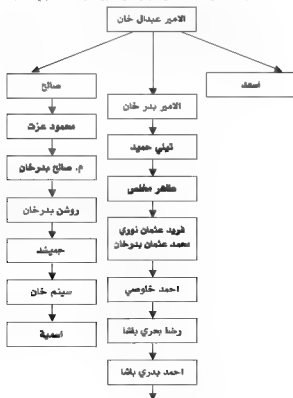 الامير عبدال خان
صالح
محمود عزت
م. صالح بدرخان
روشن بدرخان
جمشيد
سينم خان
اسمية
الامير بدر خان
تيلي حميد
طاهر مخلص
فريد عثمان نوري
محمد عثمان بدرخان
احمد خلوصي
رضا بحري باشا
احمد بدري باشا
اسعد